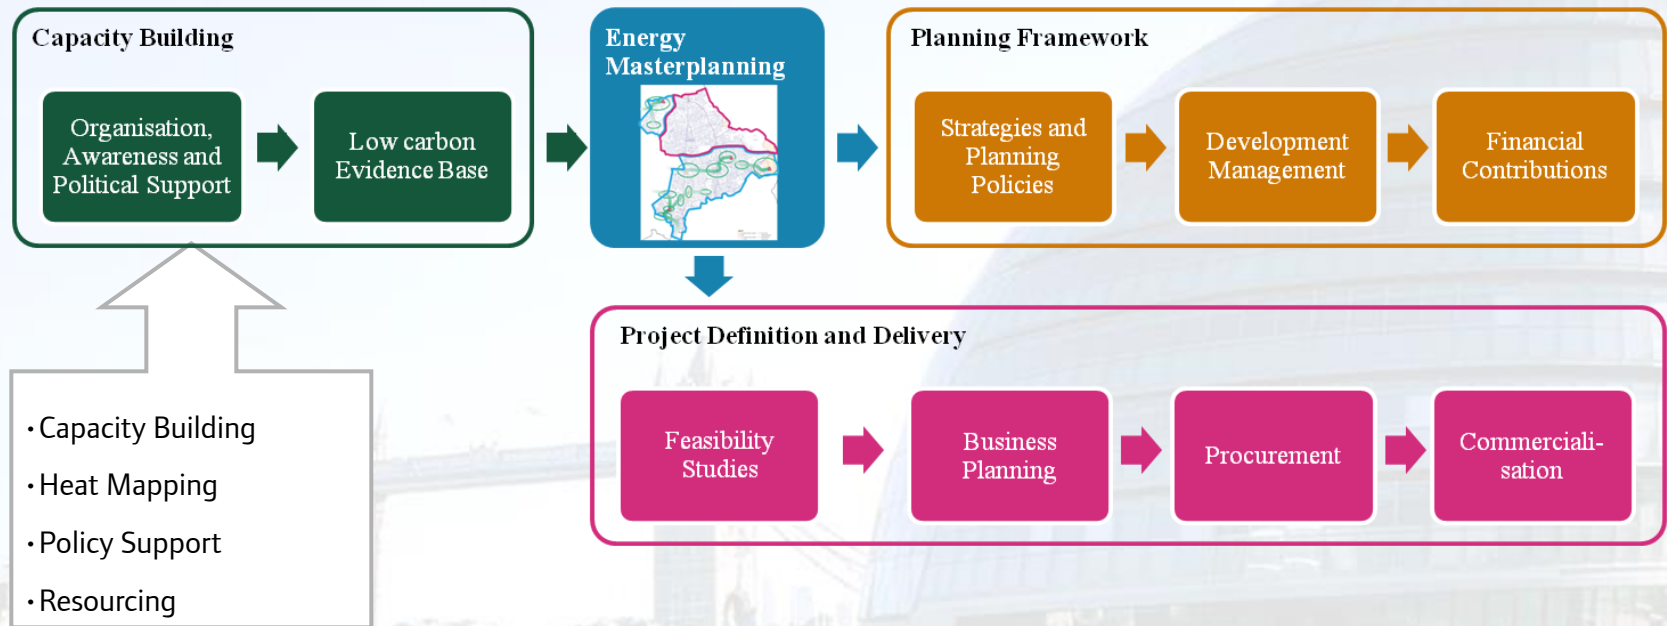 Capacity Building
Organisation,
Awareness and
Political Support
Low carbon
Evidence Base
Energy
Masterplanning
Planning Framework
Strategies and
Planning
Policies
Development
Management
Financial
Contributions
Project Definition and Delivery
Feasibility
Studies
Business
Planning
Procurement
Commerciali-
sation
• Capacity Building
• Heat Mapping
• Policy Support
• Resourcing